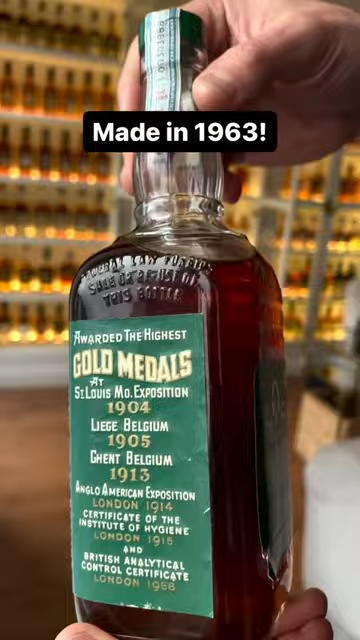 Made in 1963!
FEDERAL LAW FORBIDS
SALE OR RE-USE OF
THIS BOTTLE
AWARDED THE HIGHEST
GOLD MEDALS
AT
ST. LOUIS MO. EXPOSITION
1904
LIEGE BELGIUM
1905
GHENT BELGIUM
1913
ANGLO AMERICAN EXPOSITION
LONDON 1914
CERTIFICATE OF THE
INSTITUTE OF HYGIENE
LONDON 1915
AND
BRITISH ANALYTICAL
CONTROL CERTIFICATE